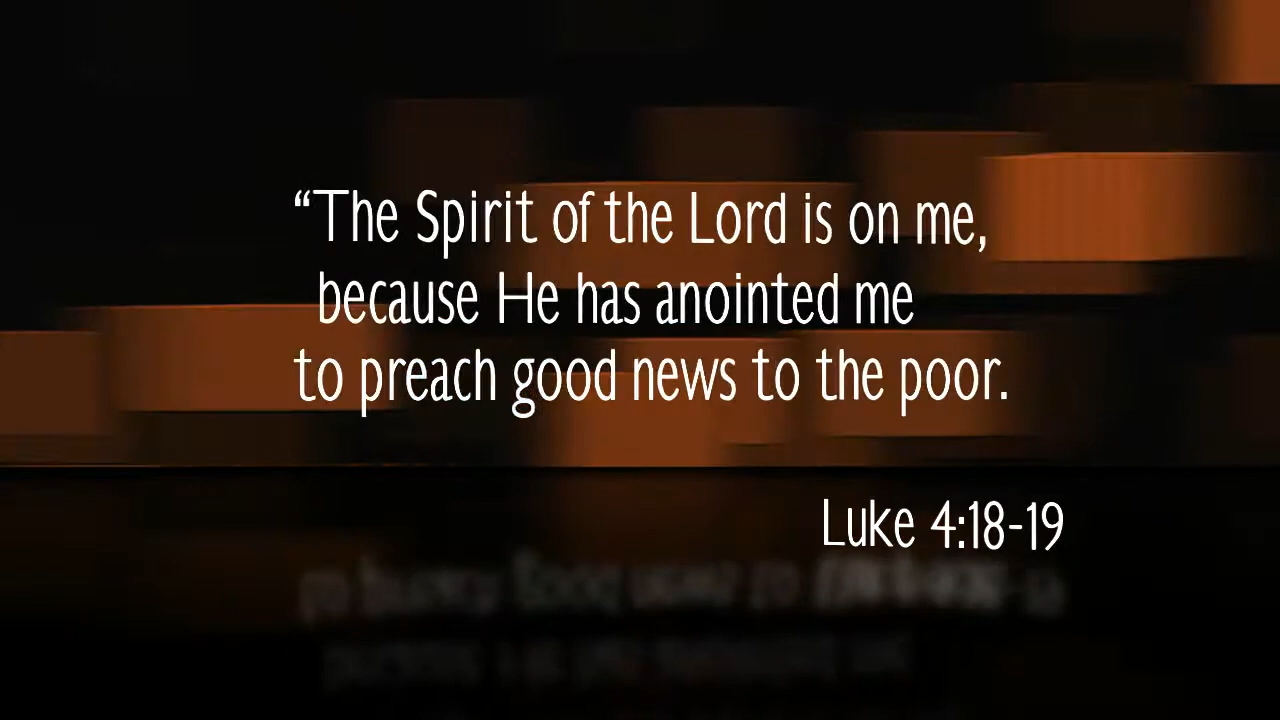 “The Spirit of the Lord is on me,
because He has anointed me
to preach good news to the poor.
Luke 4:18-19